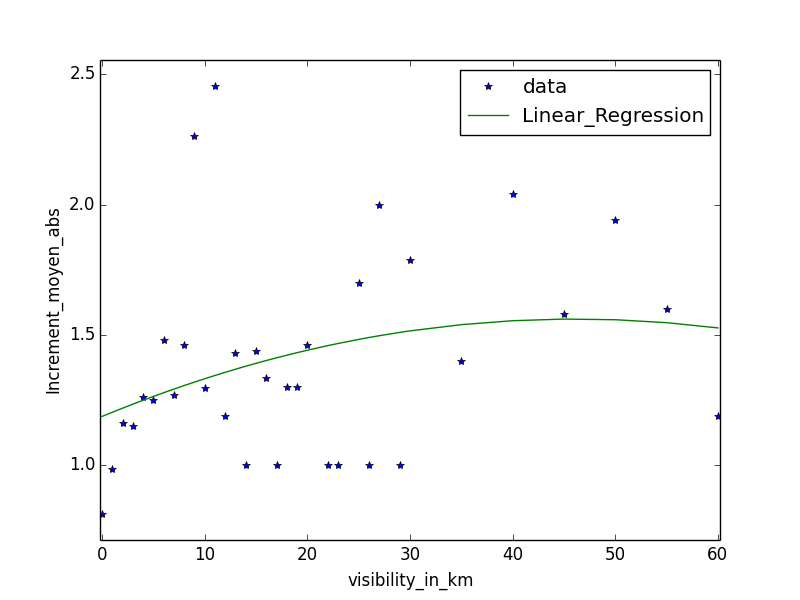 2.5
2.0
1.5
1.0
Increment_moyen_abs
data
Linear_Regression
0 10 20 30 40 50 60
visibility_in_km